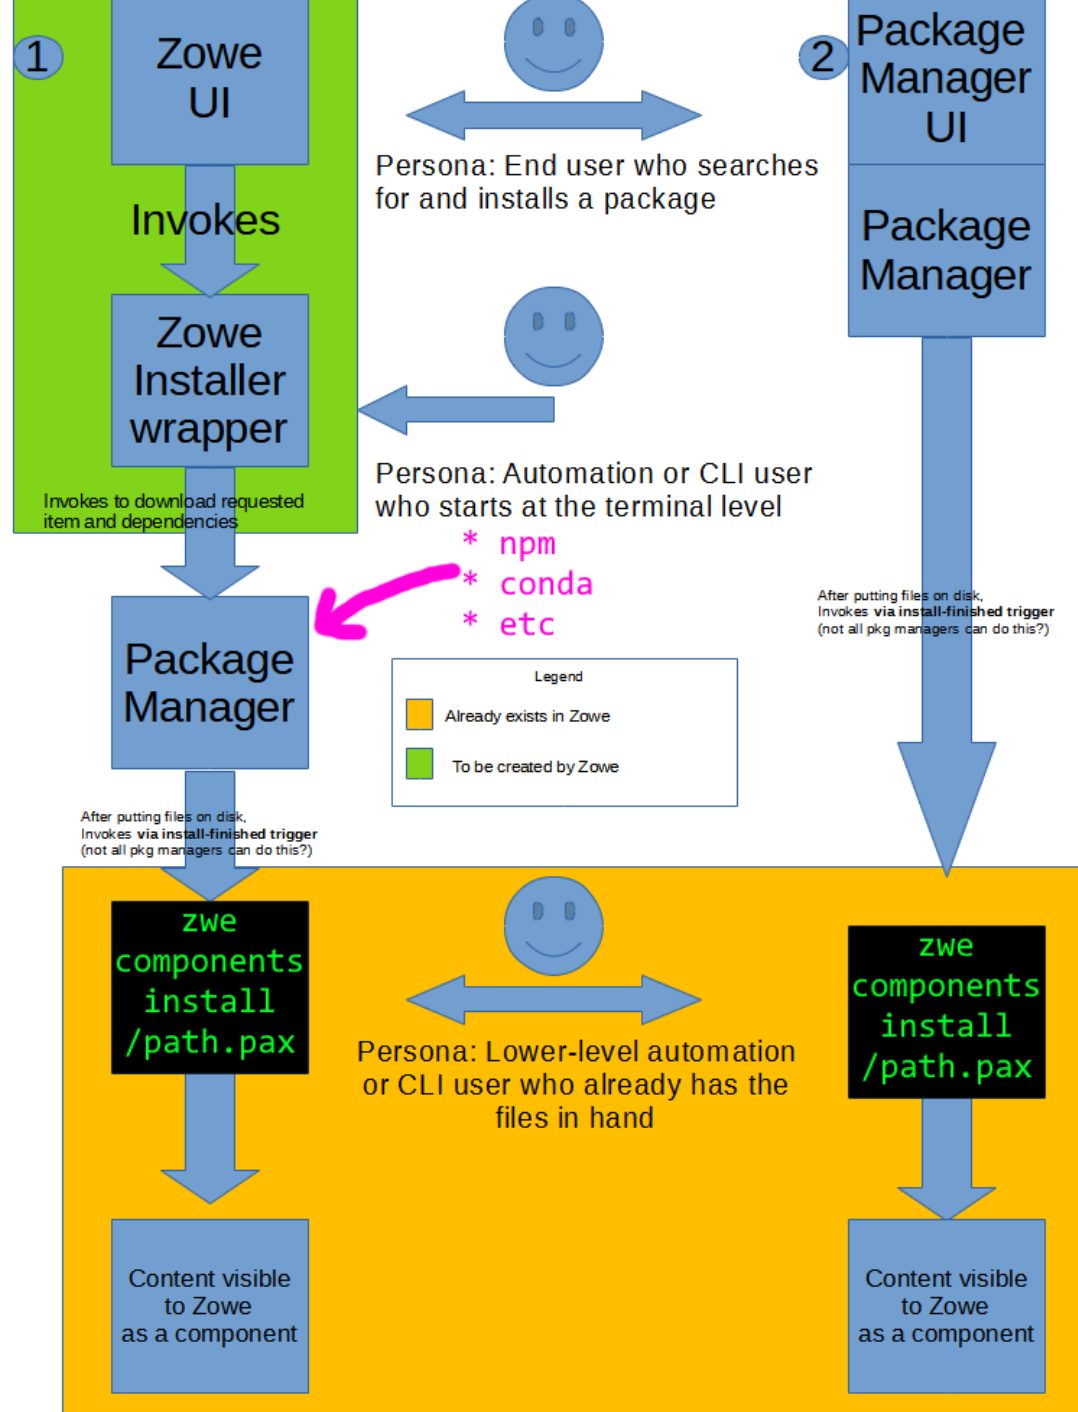 1
Zowe
UI
Invokes
Zowe
Installer
wrapper
Invokes to download requested
item and dependencies
Package
Manager
After putting files on disk,
Invokes via install-finished trigger
(not all pkg managers can do this?)
zwe
components
install
/path.pax
Content visible
to Zowe
as a component
Persona: End user who searches
for and installs a package
Persona: Automation or CLI user
who starts at the terminal level
* npm
* conda
* etc
Legend
Already exists in Zowe
To be created by Zowe
Persona: Lower-level automation
or CLI user who already has the
files in hand
2
Package
Manager
UI
Package
Manager
After putting files on disk,
Invokes via install-finished trigger
(not all pkg managers can do this?)
zwe
components
install
/path.pax
Content visible
to Zowe
as a component